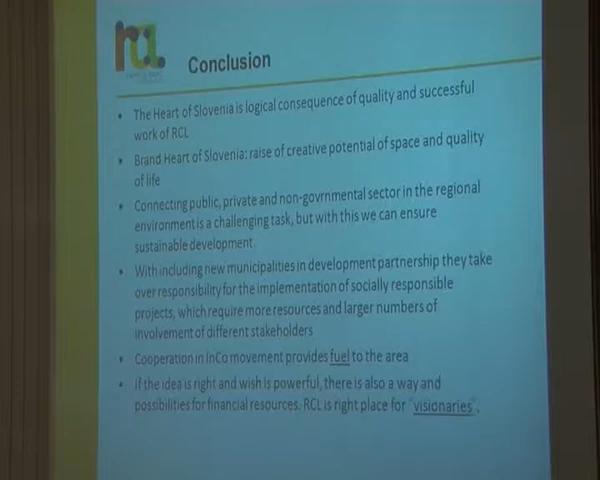 rcl
Conclusion
• The Heart of Slovenia is logical consequence of quality and successful
work of RCL
• Brand Heart of Slovenia: raise of creative potential of space and quality
of life
• Connecting public, private and non-govrnmental sector in the regional
environment is a challenging task, but with this we can ensure
sustainable development.
• With including new municipalities in development partnership they take
over responsibility for the implementation of socially responsible
projects, which require more resources and larger numbers of
involvement of different stakeholders
• Cooperation in InCo movement provides fuel to the area
• If the idea is right and wish is powerful, there is also a way and
possibilities for financial resources. RCL is right place for "visionaries".